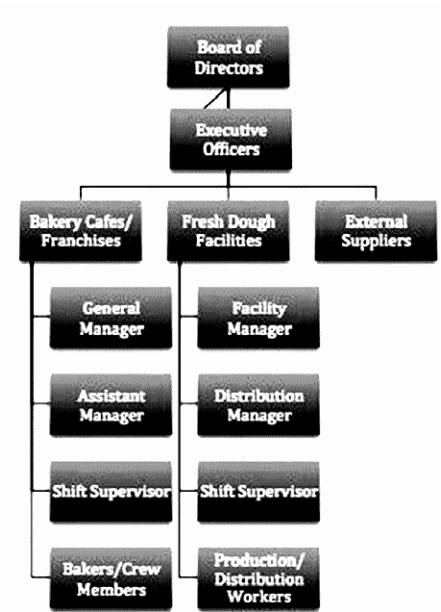 Board of
Directors
Executive
Officers
Bakery Cafes/
Franchises
Fresh Dough
Facilities
External
Suppliers
General
Manager
Facility
Manager
Assistant
Manager
Distribution
Manager
Shift Supervisor
Shift Supervisor
Bakers/Crew
Members
Production/
Distribution
Workers